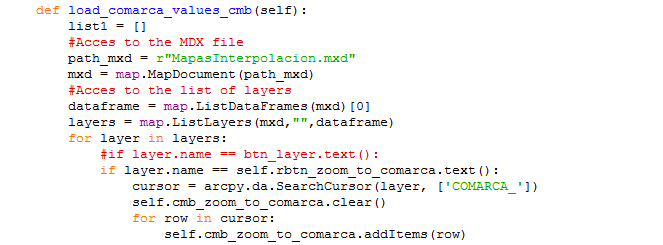 def load_comarca_values_cmb(self):
    list1 = []
    #Acces to the MDX file
    path_mxd = r"MapasInterpolacion.mxd"
    mxd = map.MapDocument(path_mxd)
    #Acces to the list of layers
    dataframe = map.ListDataFrames(mxd)[0]
    layers = map.ListLayers(mxd,"",dataframe)
    for layer in layers:
        #if layer.name == btn_layer.text():
        if layer.name == self.rbtn_zoom_to_comarca.text():
            cursor = arcpy.da.SearchCursor(layer, ['COMARCA_'])
            self.cmb_zoom_to_comarca.clear()
            for row in cursor:
                self.cmb_zoom_to_comarca.addItems(row)